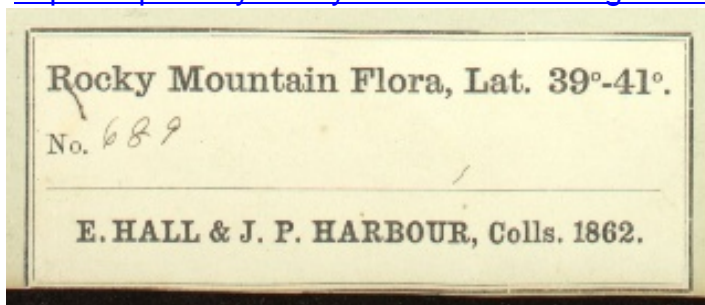 Rocky Mountain Flora, Lat. 39°-41°.
No. 689
E. HALL & J. P. HARBOUR, Colls. 1862.